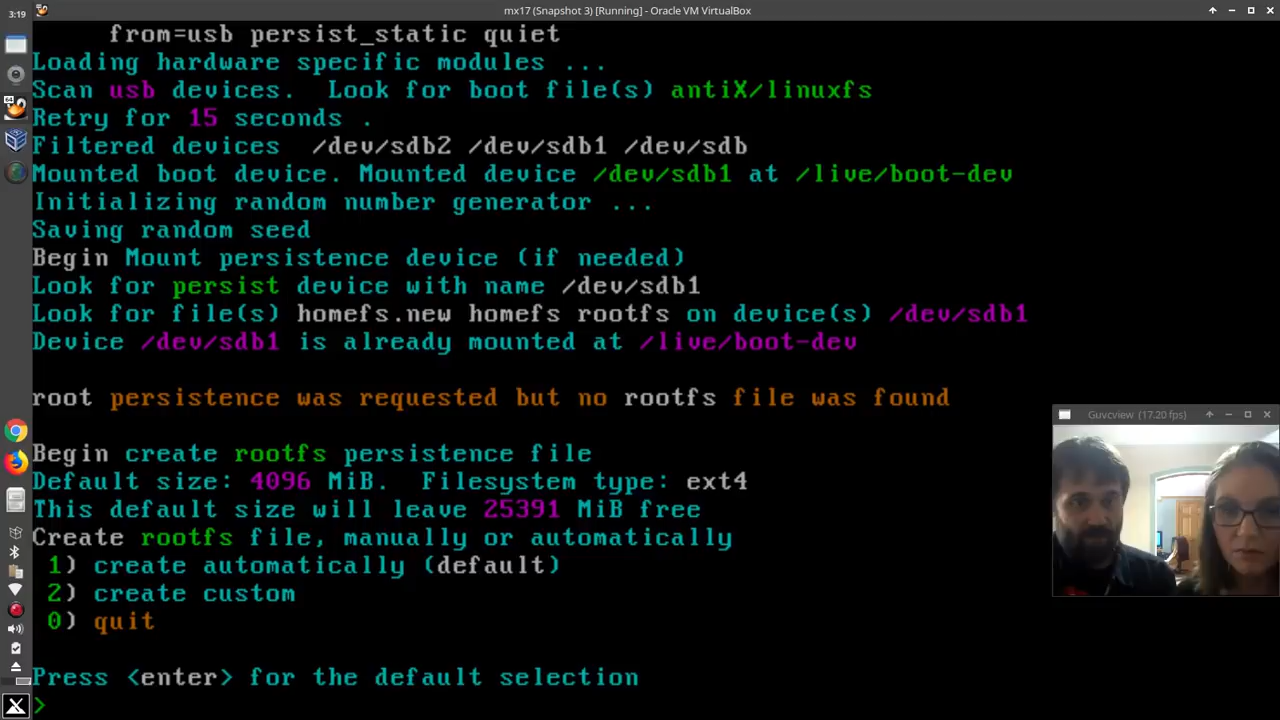 3:19
mx17 (Snapshot 3) [Running] - Oracle VM VirtualBox
from=usb persist_static quiet
Loading hardware specific modules ...
Scan usb devices.  Look for boot file(s) antiX/linuxfs
Retry for 15 seconds .
Filtered devices  /dev/sdb2 /dev/sdb1 /dev/sdb
Mounted boot device. Mounted device /dev/sdb1 at /live/boot-dev
Initializing random number generator ...
Saving random seed
Begin Mount persistence device (if needed)
Look for persist device with name /dev/sdb1
Look for file(s) homefs.new homefs rootfs on device(s) /dev/sdb1
Device /dev/sdb1 is already mounted at /live/boot-dev
root persistence was requested but no rootfs file was found
Guvcview (17.20 fps)
Begin create rootfs persistence file
Default size: 4096 MiB.  Filesystem type: ext4
This default size will leave 25391 MiB free
Create rootfs file, manually or automatically
1) create automatically (default)
2) create custom
0) quit
Press <enter> for the default selection
>